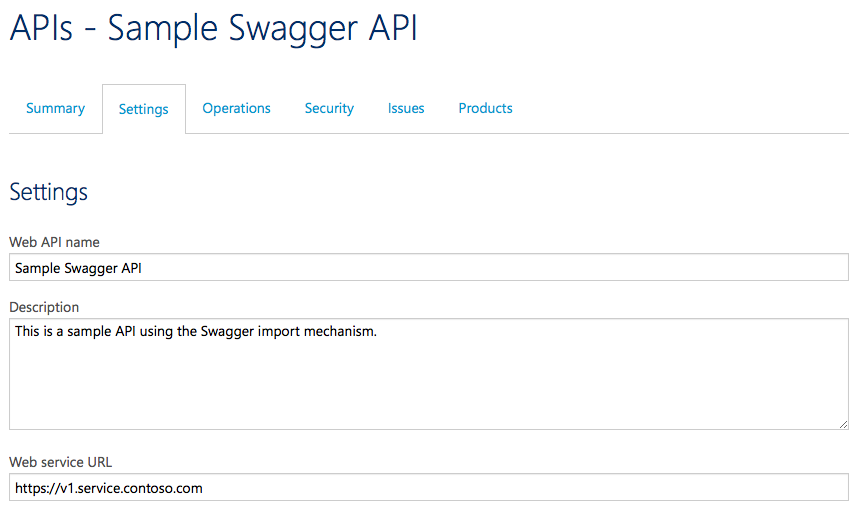 APIs - Sample Swagger API
Summary Settings Operations Security Issues Products
Settings
Web API name
Sample Swagger API
Description
This is a sample API using the Swagger import mechanism.
Web service URL
https://v1.service.contoso.com